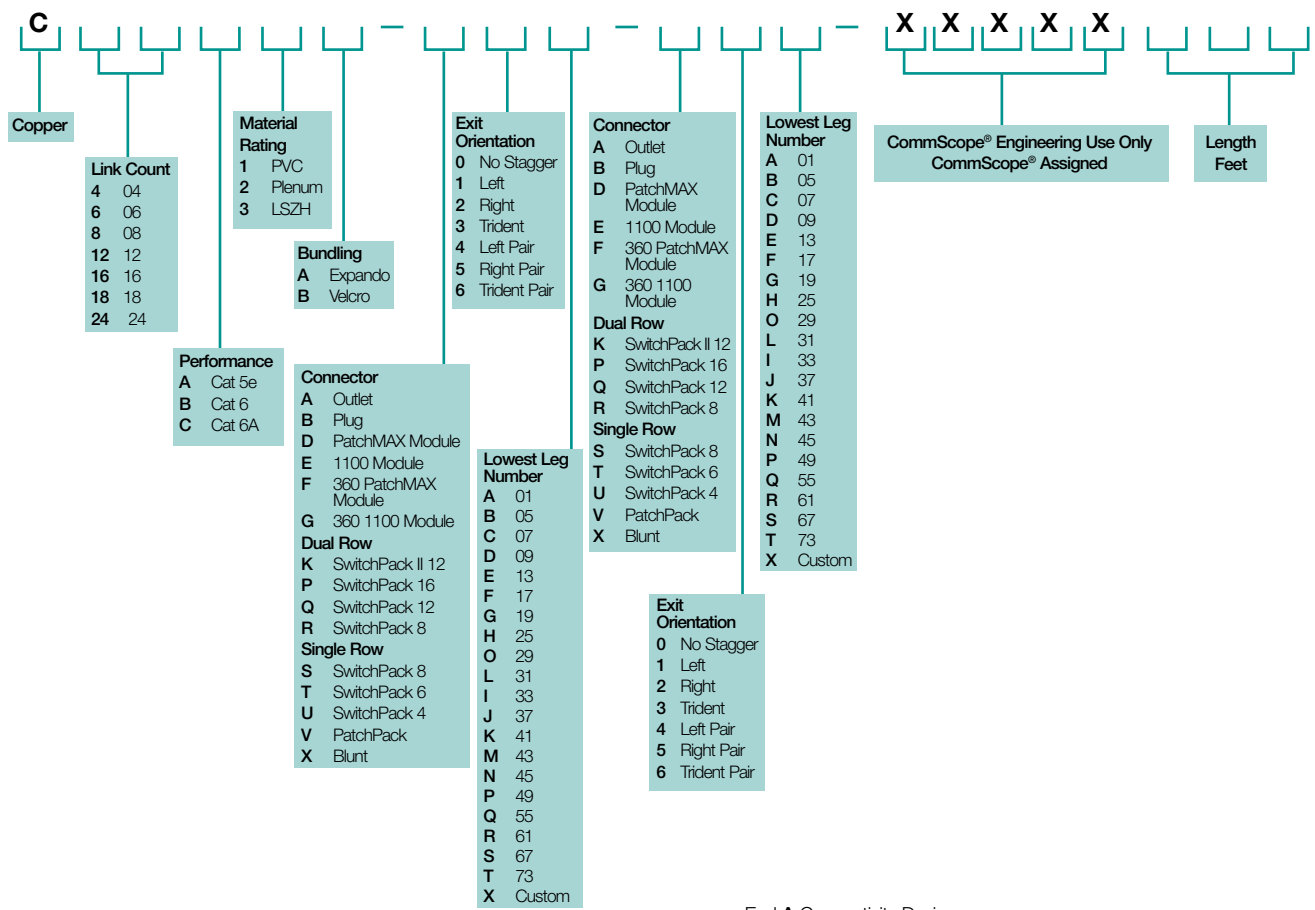 C — — — X X X X X
Copper
Link Count
4 04
6 06
8 08
12 12
16 16
18 18
24 24
Performance
A Cat 5e
B Cat 6
C Cat 6A
Material
Rating
1 PVC
2 Plenum
3 LSZH
Bundling
A Expando
B Velcro
Connector
A Outlet
B Plug
D PatchMAX Module
E 1100 Module
F 360 PatchMAX
Module
G 360 1100 Module
Dual Row
K SwitchPack II 12
P SwitchPack 16
Q SwitchPack 12
R SwitchPack 8
Single Row
S SwitchPack 8
T SwitchPack 6
U SwitchPack 4
V PatchPack
X Blunt
Exit
Orientation
0 No Stagger
1 Left
2 Right
3 Trident
4 Left Pair
5 Right Pair
6 Trident Pair
Lowest Leg
Number
A 01
B 05
C 07
D 09
E 13
F 17
G 19
H 25
O 29
L 31
I 33
J 37
K 41
M 43
N 45
P 49
Q 55
R 61
S 67
T 73
X Custom
Connector
A Outlet
B Plug
D PatchMAX
Module
E 1100 Module
F 360 PatchMAX
Module
G 360 1100
Module
Dual Row
K SwitchPack II 12
P SwitchPack 16
Q SwitchPack 12
R SwitchPack 8
Single Row
S SwitchPack 8
T SwitchPack 6
U SwitchPack 4
V PatchPack
X Blunt
Exit
Orientation
0 No Stagger
1 Left
2 Right
3 Trident
4 Left Pair
5 Right Pair
6 Trident Pair
Lowest Leg
Number
A 01
B 05
C 07
D 09
E 13
F 17
G 19
H 25
O 29
L 31
I 33
J 37
K 41
M 43
N 45
P 49
Q 55
R 61
S 67
T 73
X Custom
CommScope® Engineering Use Only
CommScope® Assigned
Length
Feet